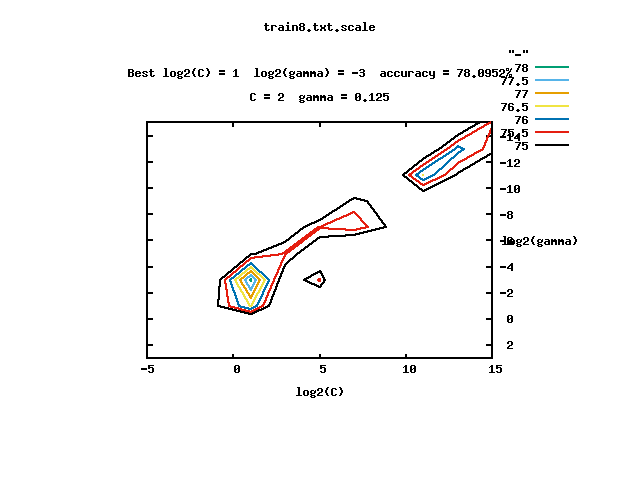 train8.txt.scale
"-"
78
Best log2(C) = 1 log2(gamma) = -3 accuracy = 78.0952%
77.5
77
C = 2 gamma = 0.125
76.5
76
75.5
-14
75
-12
-10
-8
-6
log2(gamma)
-4
-2
0
2
-5 0 5 10 15
log2(C)